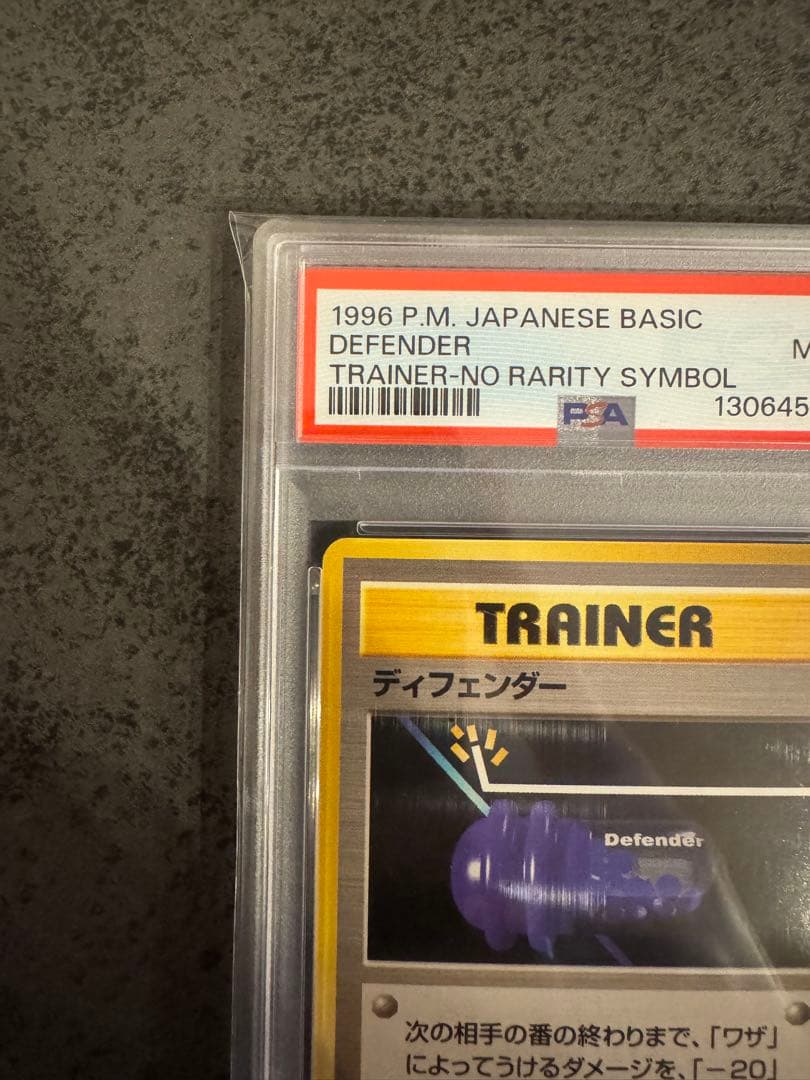 1996 P.M. JAPANESE BASIC
DEFENDER
TRAINER-NO RARITY SYMBOL
PSA
130645
TRAINER
ディフェンダー
Defender
次の相手の番の終わりまで、「ワザ」
によってうけるダメージを、「－20」